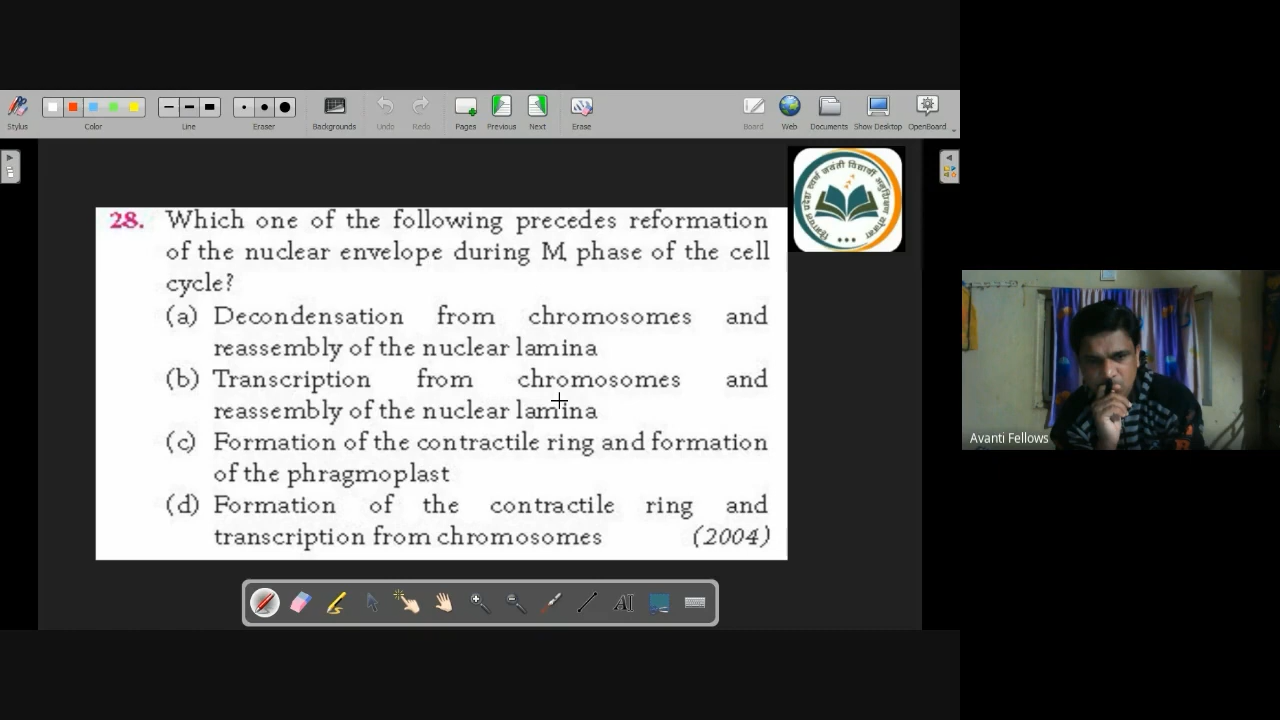 Stylus
Color
Line
Eraser
Backgrounds
Undo
Redo
Pages
Previous
Next
Erase
Board
Web
Documents
Show Desktop
OpenBoard
28. Which one of the following precedes reformation
of the nuclear envelope during M phase of the cell
cycle?
(a) Decondensation from chromosomes and
reassembly of the nuclear lamina
(b) Transcription from chromosomes and
reassembly of the nuclear lamina
(c) Formation of the contractile ring and formation
of the phragmoplast
(d) Formation of the contractile ring and
transcription from chromosomes (2004)
AI
Avanti Fellows